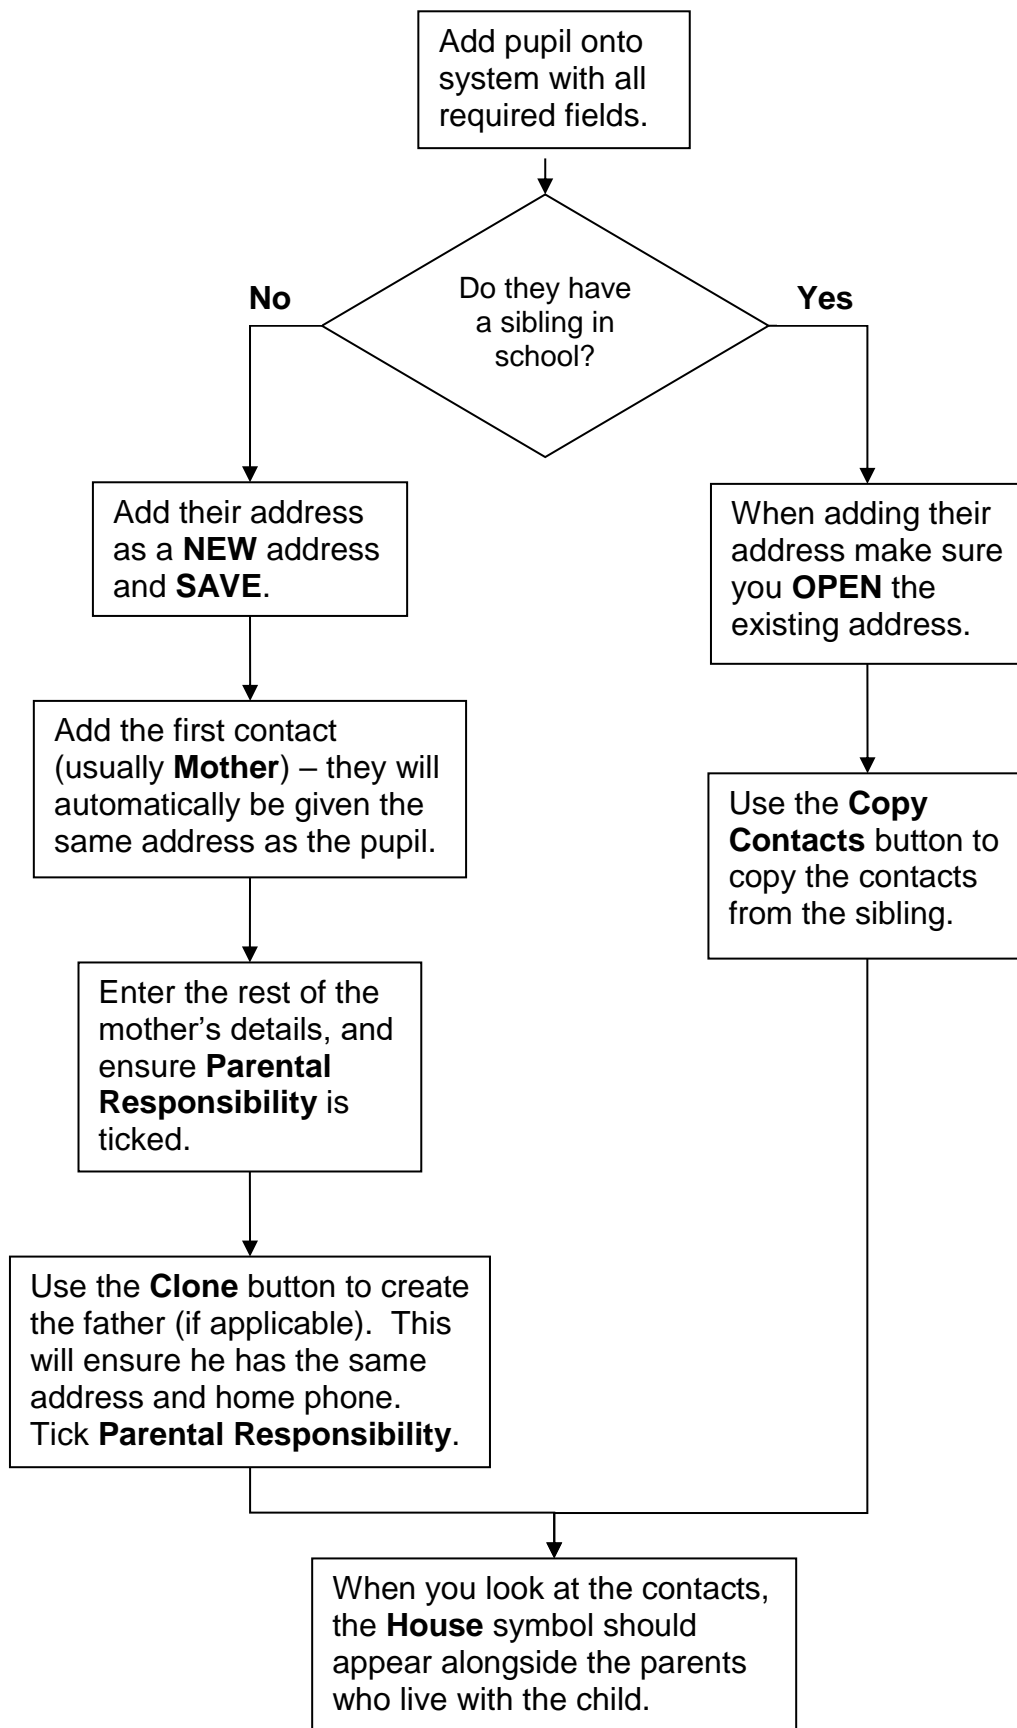 Add pupil onto
system with all
required fields.
Do they have
a sibling in
school?
No
Yes
Add their address
as a NEW address
and SAVE.
Add the first contact
(usually Mother) – they will
automatically be given the
same address as the pupil.
Enter the rest of the
mother’s details, and
ensure Parental
Responsibility is
ticked.
Use the Clone button to create
the father (if applicable).  This
will ensure he has the same
address and home phone.
Tick Parental Responsibility.
When adding their
address make sure
you OPEN the
existing address.
Use the Copy
Contacts button to
copy the contacts
from the sibling.
When you look at the contacts,
the House symbol should
appear alongside the parents
who live with the child.